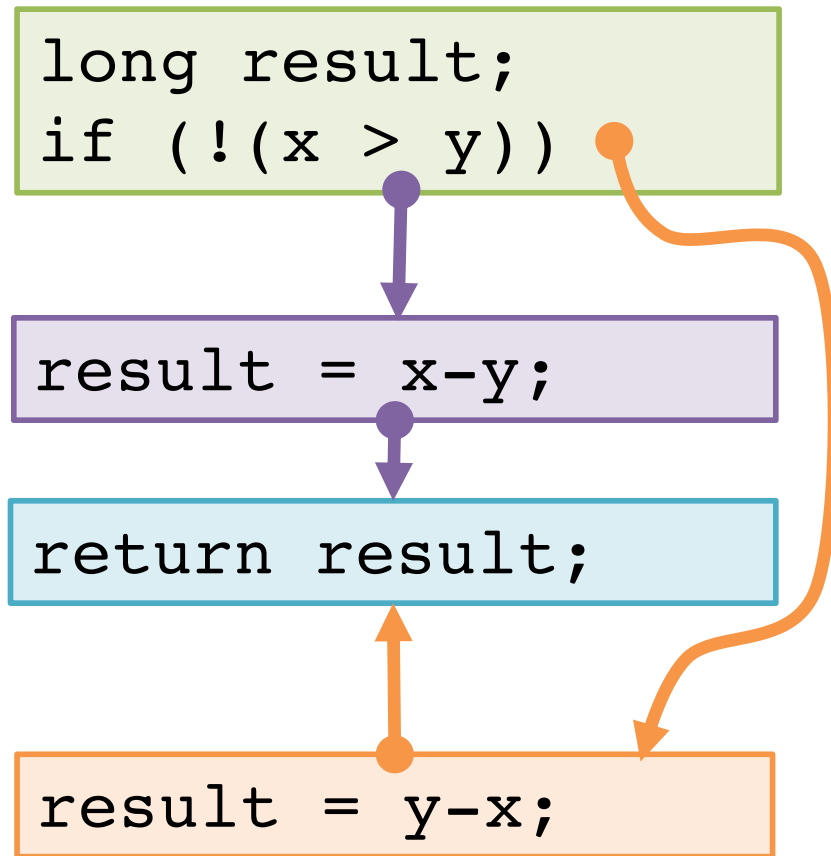 long result;
if (!(x > y))
result = x-y;
return result;
result = y-x;